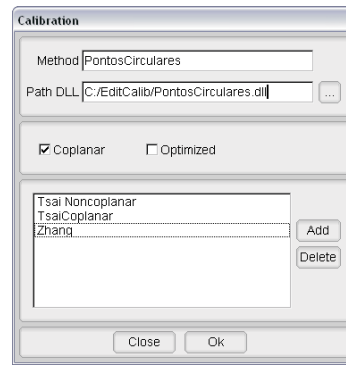 Calibration
Method PontosCirculares
Path DLL C:/EditCalib/PontosCirculares.dll ...
Coplanar Optimized
Tsai Noncoplanar
TsaiCoplanar
Zhang
Add
Delete
Close Ok